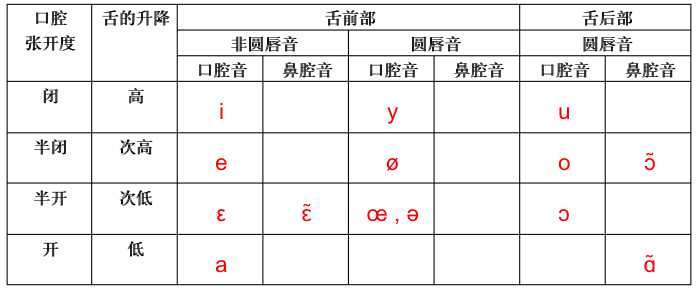 口腔 舌的升降 舌前部 舌后部
张开度 非圆唇音 圆唇音 圆唇音
口腔音 鼻腔音 口腔音 鼻腔音 口腔音 鼻腔音
闭 高 i y u
半闭 次高 e ø o ɔ̃
半开 次低 ɛ ɛ̃ œ , ə ɔ
开 低 a ɑ̃